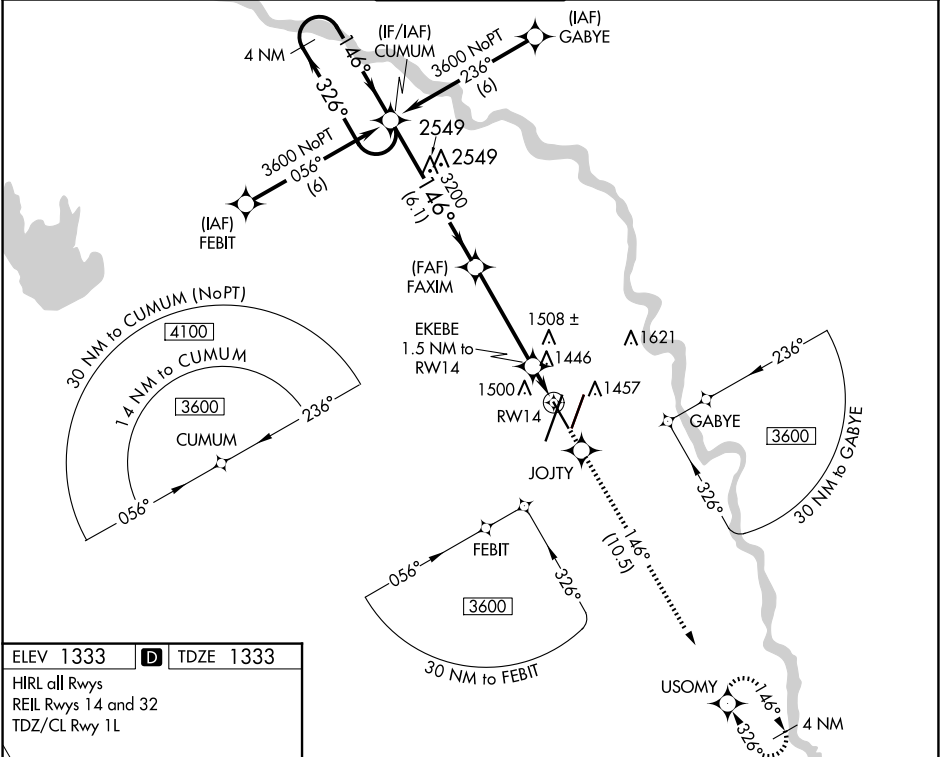 (IAF)
GABYE
(IF/IAF)
CUMUM
4 NM
146°
326°
3600 NoPT
236°
(6)
2549
2549
3600 NoPT
056°
(6)
3200
146°
(6.1)
(IAF)
FEBIT
(FAF)
FAXIM
30 NM to CUMUM (NoPT)
4100
14 NM to CUMUM
3600
CUMUM
236°
056°
EKEBE
1.5 NM to
RW14
1508 ±
1446
1621
1500
1457
RW14
JOJTY
236°
GABYE
3600
326°
30 NM to GABYE
146°
(10.5)
FEBIT
056°
326°
3600
30 NM to FEBIT
USOMY
146°
326°
4 NM
ELEV 1333 D TDZE 1333
HIRL all Rwys
REIL Rwys 14 and 32
TDZ/CL Rwy 1L